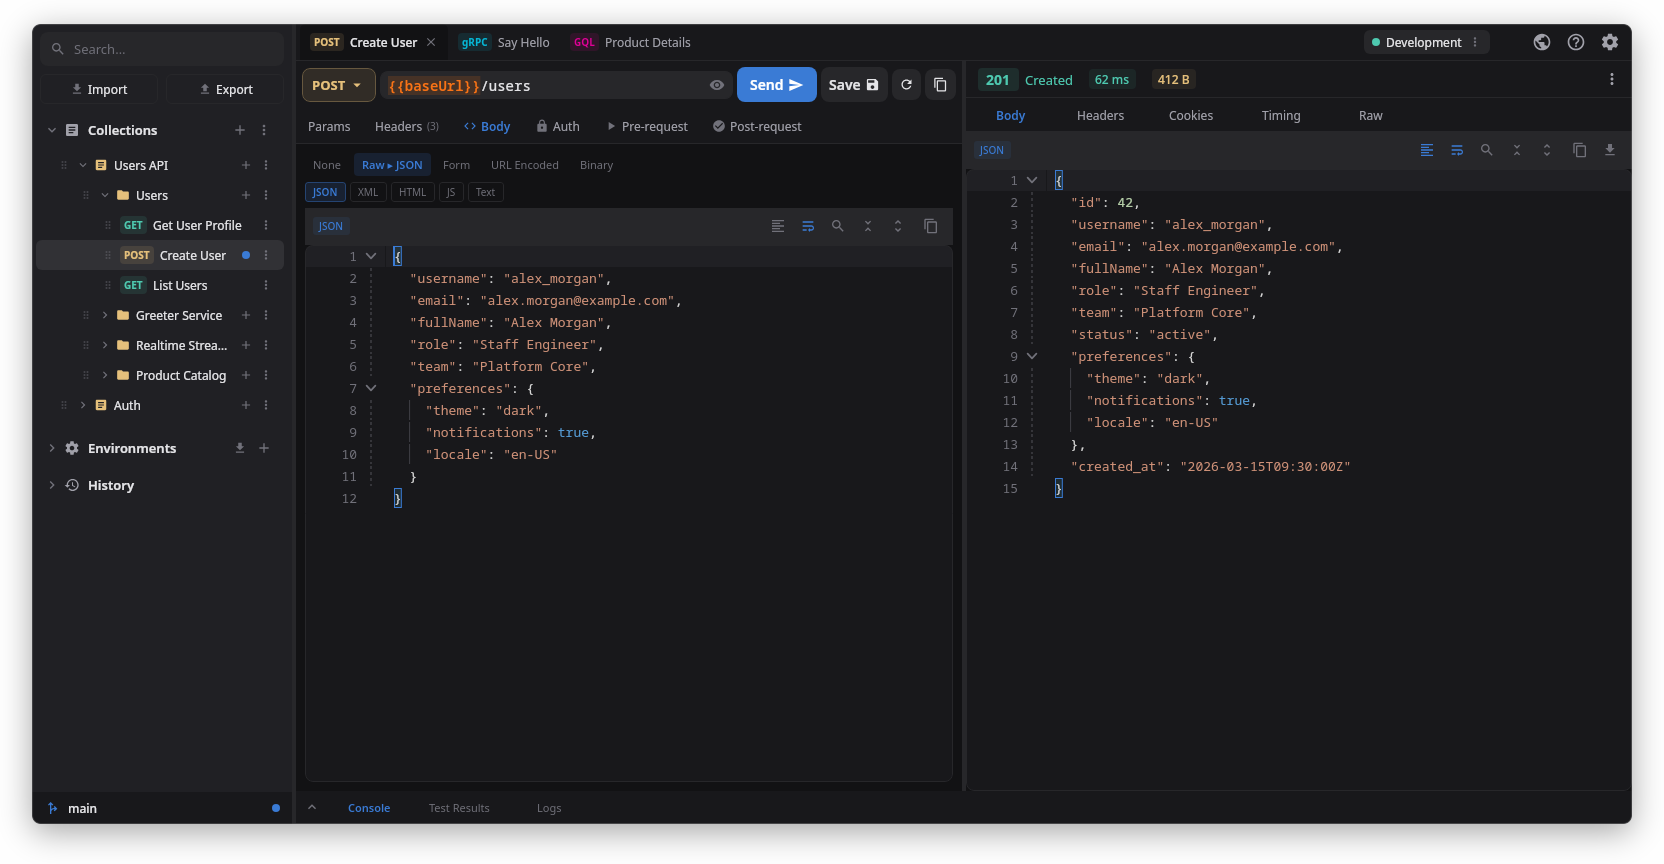 Search...
Import
Export
Collections
Users API
Users
GET Get User Profile
POST Create User
GET List Users
Greeter Service
Realtime Strea...
Product Catalog
Auth
Environments
History
main
POST Create User
gRPC Say Hello
GQL Product Details
Development
POST
{{baseUrl}}/users
Send
Save
Params
Headers (3)
<> Body
Auth
Pre-request
Post-request
None
Raw ▸ JSON
Form
URL Encoded
Binary
JSON
XML
HTML
JS
Text
JSON
1 {
2 "username": "alex_morgan",
3 "email": "alex.morgan@example.com",
4 "fullName": "Alex Morgan",
5 "role": "Staff Engineer",
6 "team": "Platform Core",
7 "preferences": {
8 "theme": "dark",
9 "notifications": true,
10 "locale": "en-US"
11 }
12 }
201 Created 62 ms 412 B
Body
Headers
Cookies
Timing
Raw
JSON
1 {
2 "id": 42,
3 "username": "alex_morgan",
4 "email": "alex.morgan@example.com",
5 "fullName": "Alex Morgan",
6 "role": "Staff Engineer",
7 "team": "Platform Core",
8 "status": "active",
9 "preferences": {
10 "theme": "dark",
11 "notifications": true,
12 "locale": "en-US"
13 },
14 "created_at": "2026-03-15T09:30:00Z"
15 }
Console
Test Results
Logs